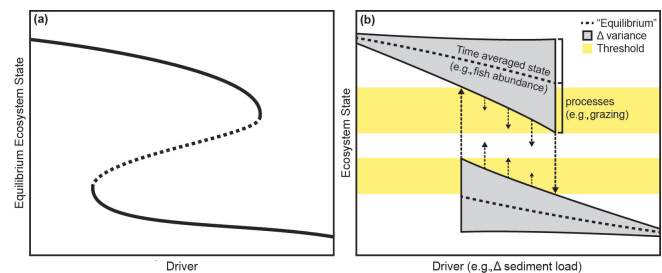 (a)
Equilibrium Ecosystem State
Driver
(b)
Ecosystem State
"Equilibrium"
Δ variance
Threshold
Time averaged state
(e.g., fish abundance)
processes
(e.g., grazing)
Driver (e.g., Δ sediment load)